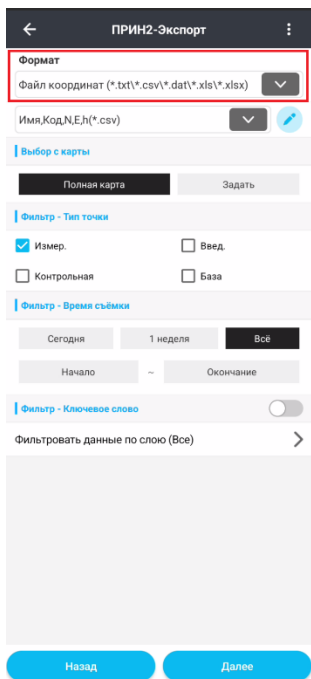 ПРИН2-Экспорт
Формат
Файл координат (*.txt\*.csv\*.dat\*.xls\*.xlsx)
Имя,Код,N,E,h(*.csv)
Выбор с карты
Полная карта Задать
Фильтр - Тип точки
Измер. Введ.
Контрольная База
Фильтр - Время съёмки
Сегодня 1 неделя Всё
Начало ~ Окончание
Фильтр - Ключевое слово
Фильтровать данные по слою (Все)
Назад Далее